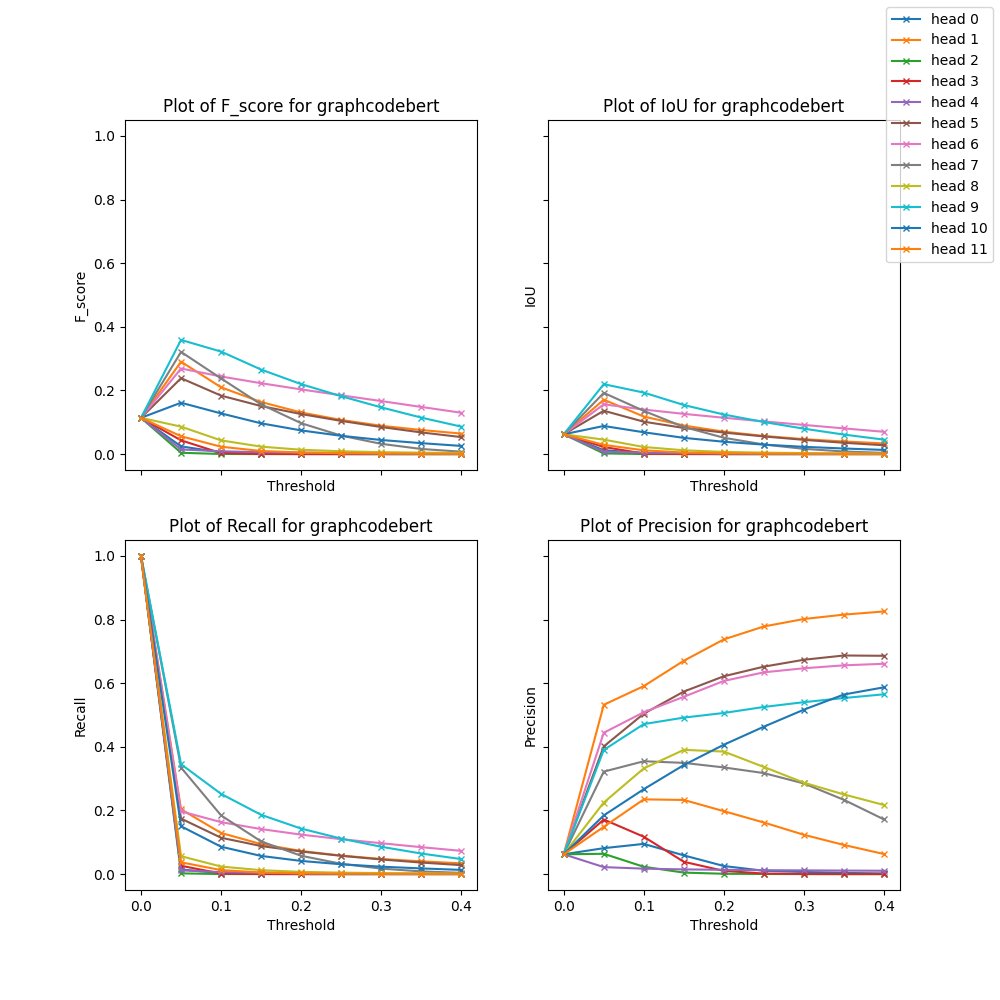 head 0
head 1
head 2
head 3
head 4
head 5
head 6
head 7
head 8
head 9
head 10
head 11
Plot of F_score for graphcodebert
1.0
0.8
0.6
0.4
0.2
0.0
F_score
Threshold
Plot of IoU for graphcodebert
IoU
Threshold
Plot of Recall for graphcodebert
1.0
0.8
0.6
0.4
0.2
0.0
Recall
0.0 0.1 0.2 0.3 0.4
Threshold
Plot of Precision for graphcodebert
Precision
0.0 0.1 0.2 0.3 0.4
Threshold